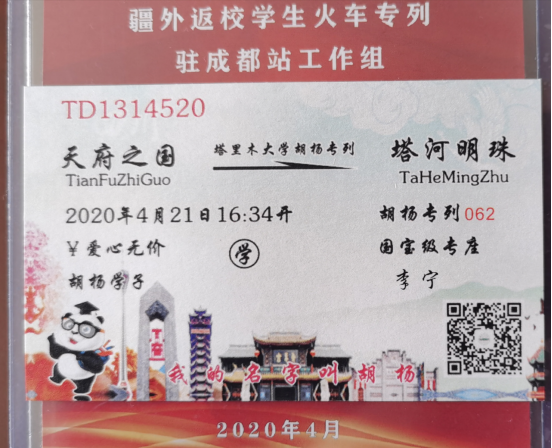 疆外返校学生火车专列
驻成都站工作组
TD1314520
天府之国 塔里木大学胡杨专列 塔河明珠
TianFuZhiGuo TaHeMingZhu
2020年4月21日16:34开 胡杨专列062
￥爱心无价 学 国宝级专座
胡杨学子 李宁
我的名字叫胡杨
2020年4月